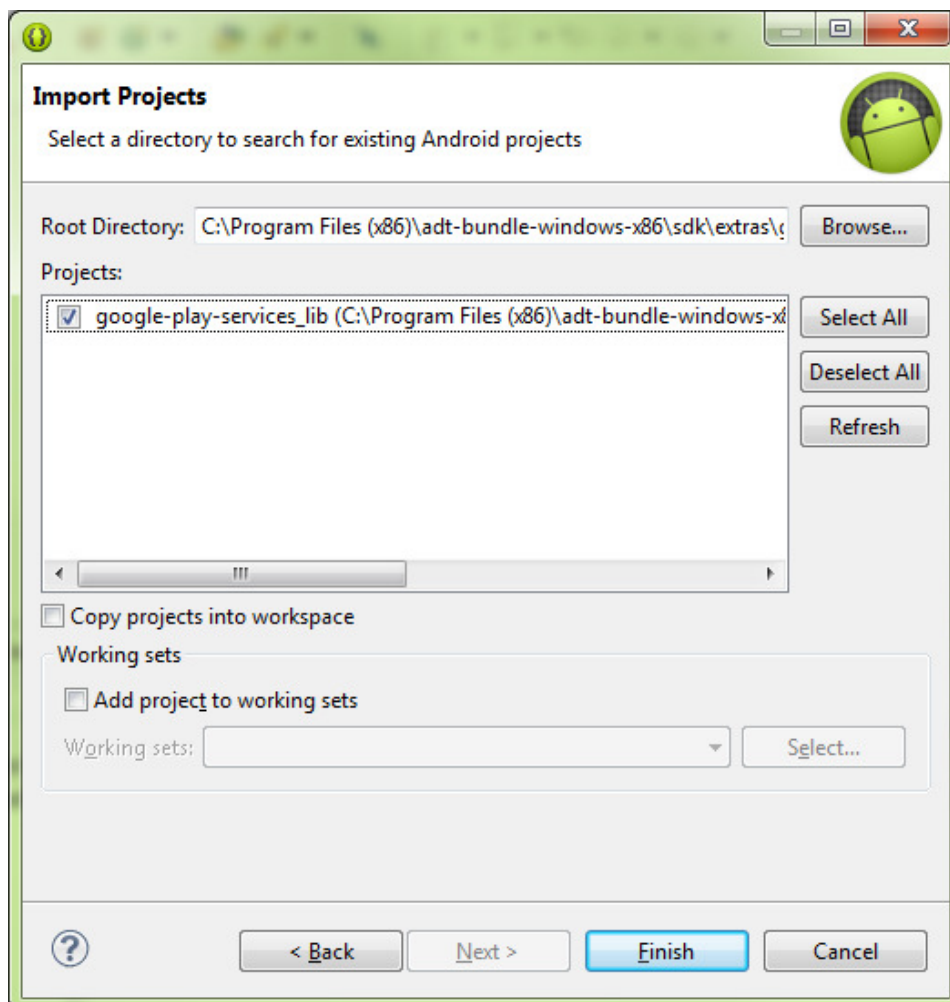 Import Projects
Select a directory to search for existing Android projects
Root Directory: C:\Program Files (x86)\adt-bundle-windows-x86\sdk\extras\g Browse...
Projects:
google-play-services_lib (C:\Program Files (x86)\adt-bundle-windows-x8 Select All
Deselect All
Refresh
Copy projects into workspace
Working sets
Add project to working sets
Working sets: Select...
< Back Next > Finish Cancel